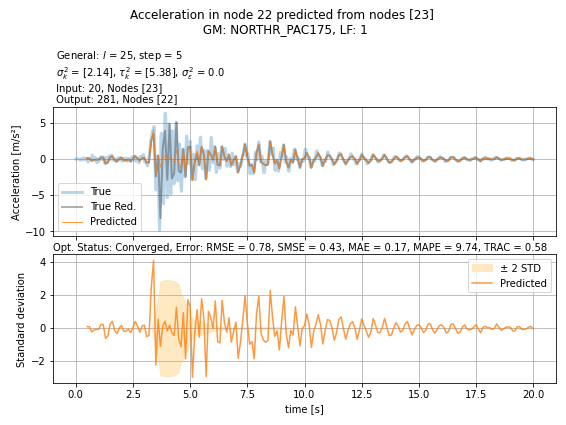 Acceleration in node 22 predicted from nodes [23]
GM: NORTHR_PAC175, LF: 1
General: l = 25, step = 5
σ²ₖ = [2.14], τ²ₖ = [5.38], σ²ε = 0.0
Input: 20, Nodes [23]
Output: 281, Nodes [22]
Acceleration [m/s²]
5
0
−5
−10
True
True Red.
Predicted
Opt. Status: Converged, Error: RMSE = 0.78, SMSE = 0.43, MAE = 0.17, MAPE = 9.74, TRAC = 0.58
Standard deviation
4
2
0
−2
± 2 STD
Predicted
0.0 2.5 5.0 7.5 10.0 12.5 15.0 17.5 20.0
time [s]